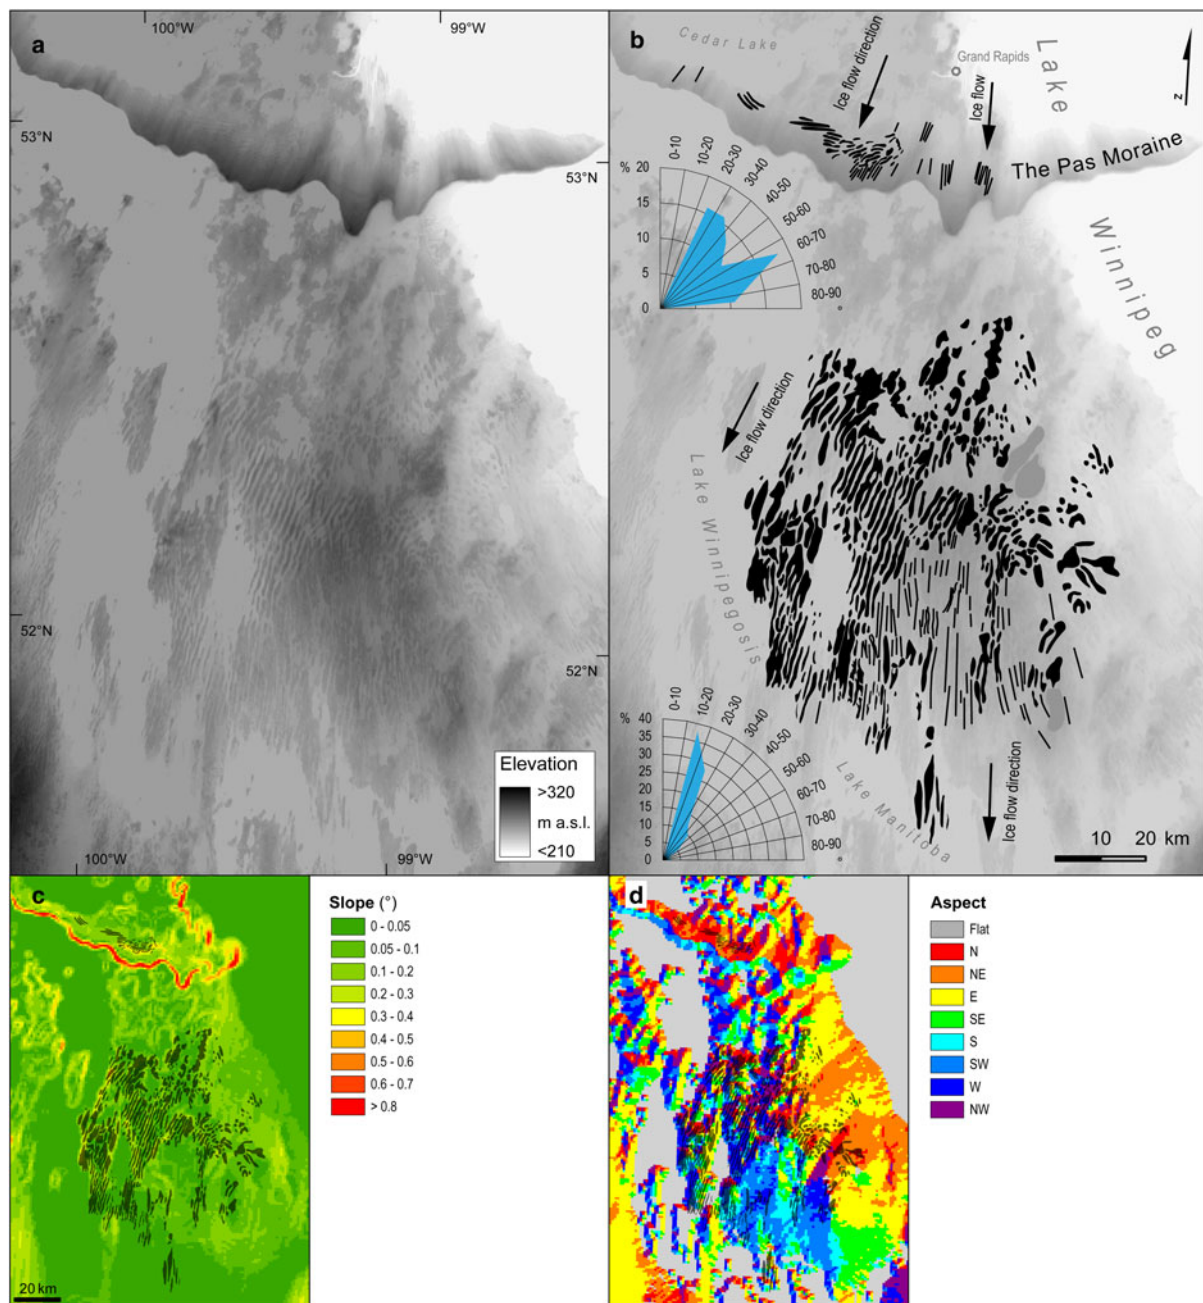 a
100°W
99°W
53°N
53°N
52°N
52°N
100°W
99°W
Elevation
>320
m a.s.l.
<210
b
Cedar Lake
Ice flow direction
Grand Rapids
Ice flow
Lake
Winnipeg
N
The Pas Moraine
%
20
15
10
5
0
0-10
10-20
20-30
30-40
40-50
50-60
60-70
70-80
80-90
°
Ice flow direction
Lake Winnipegosis
%
40
35
30
25
20
15
10
5
0
0-10
10-20
20-30
30-40
40-50
50-60
60-70
70-80
80-90
°
Lake Manitoba
Ice flow direction
10 20 km
c
20 km
Slope (°)
0 - 0.05
0.05 - 0.1
0.1 - 0.2
0.2 - 0.3
0.3 - 0.4
0.4 - 0.5
0.5 - 0.6
0.6 - 0.7
> 0.8
d
Aspect
Flat
N
NE
E
SE
S
SW
W
NW